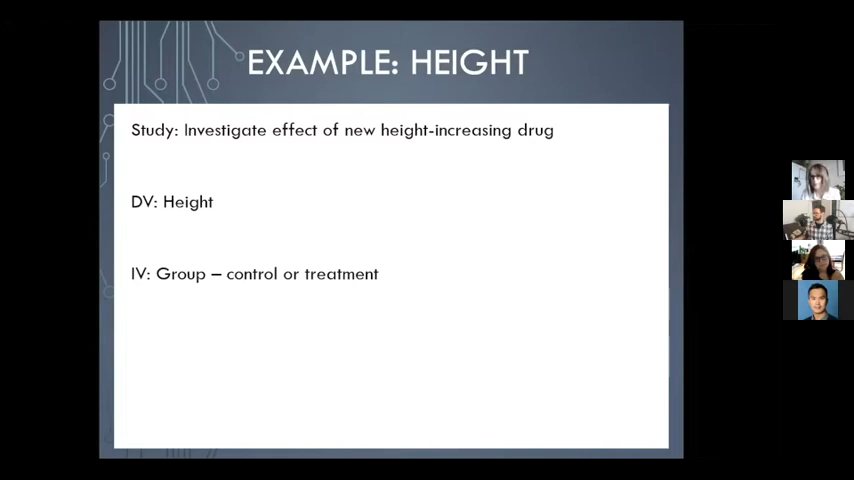 EXAMPLE: HEIGHT
Study: Investigate effect of new height-increasing drug
DV: Height
IV: Group – control or treatment